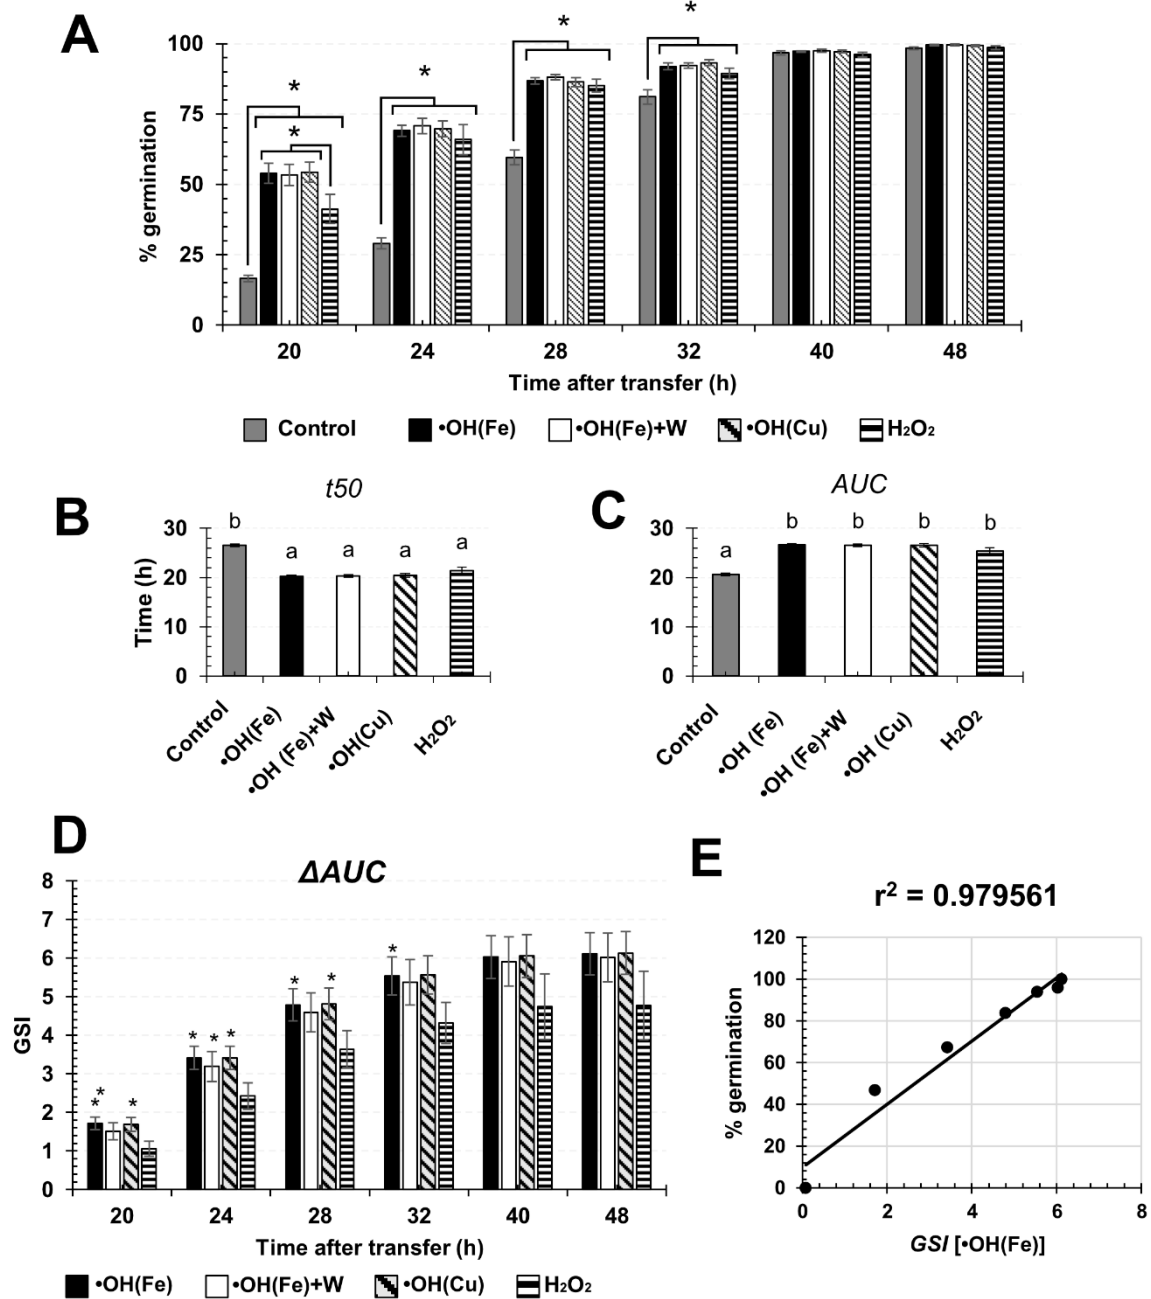 A
*
*
*
*
*
100
75
50
25
0
% germination
20 24 28 32 40 48
Time after transfer (h)
Control •OH(Fe) •OH(Fe)+W •OH(Cu) H₂O₂
B
t50
30
20
10
0
Time (h)
b a a a a
Control •OH(Fe) •OH (Fe)+W •OH(Cu) H₂O₂
C
AUC
30
20
10
0
a b b b b
Control •OH (Fe) •OH (Fe)+W •OH (Cu) H₂O₂
D
ΔAUC
8
7
6
5
4
3
2
1
0
GSI
* * *
* * *
* *
*
20 24 28 32 40 48
Time after transfer (h)
•OH(Fe) •OH(Fe)+W •OH(Cu) H₂O₂
E
r² = 0.979561
120
100
80
60
40
20
0
% germination
0 2 4 6 8
GSI [•OH(Fe)]